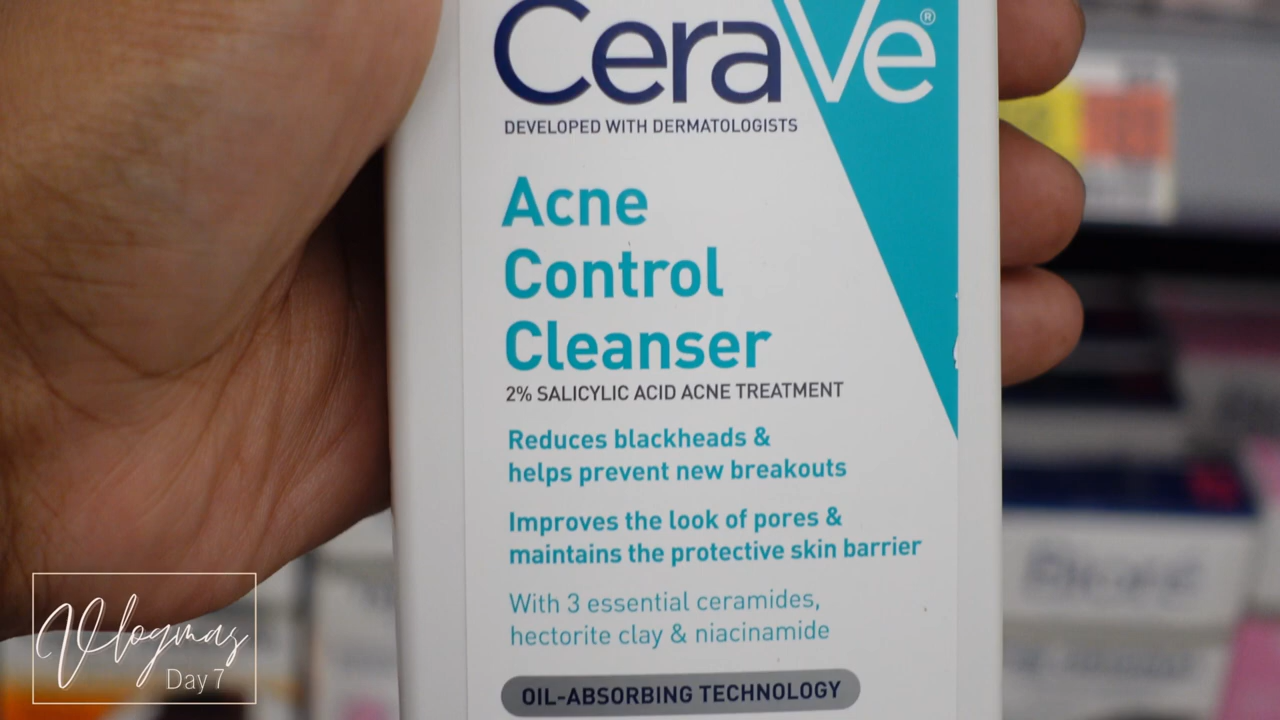 CeraVe®
DEVELOPED WITH DERMATOLOGISTS
Acne
Control
Cleanser
2% SALICYLIC ACID ACNE TREATMENT
Reduces blackheads &
helps prevent new breakouts
Improves the look of pores &
maintains the protective skin barrier
With 3 essential ceramides,
hectorite clay & niacinamide
OIL-ABSORBING TECHNOLOGY
Vlogmas
Day 7